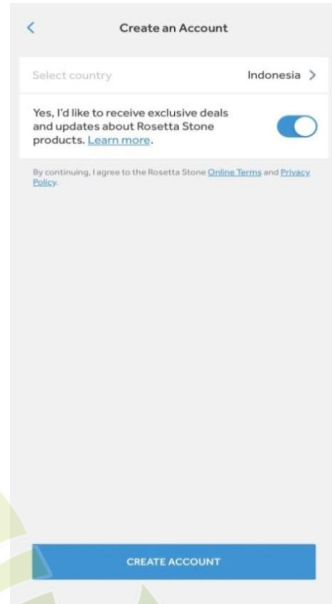 Create an Account
Select country Indonesia
Yes, I'd like to receive exclusive deals
and updates about Rosetta Stone
products. Learn more.
By continuing, I agree to the Rosetta Stone Online Terms and Privacy
Policy.
CREATE ACCOUNT